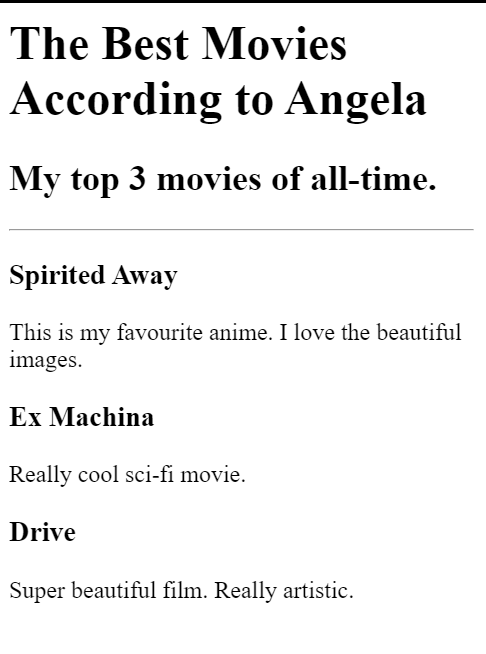 The Best Movies
According to Angela
My top 3 movies of all-time.
Spirited Away
This is my favourite anime. I love the beautiful
images.
Ex Machina
Really cool sci-fi movie.
Drive
Super beautiful film. Really artistic.